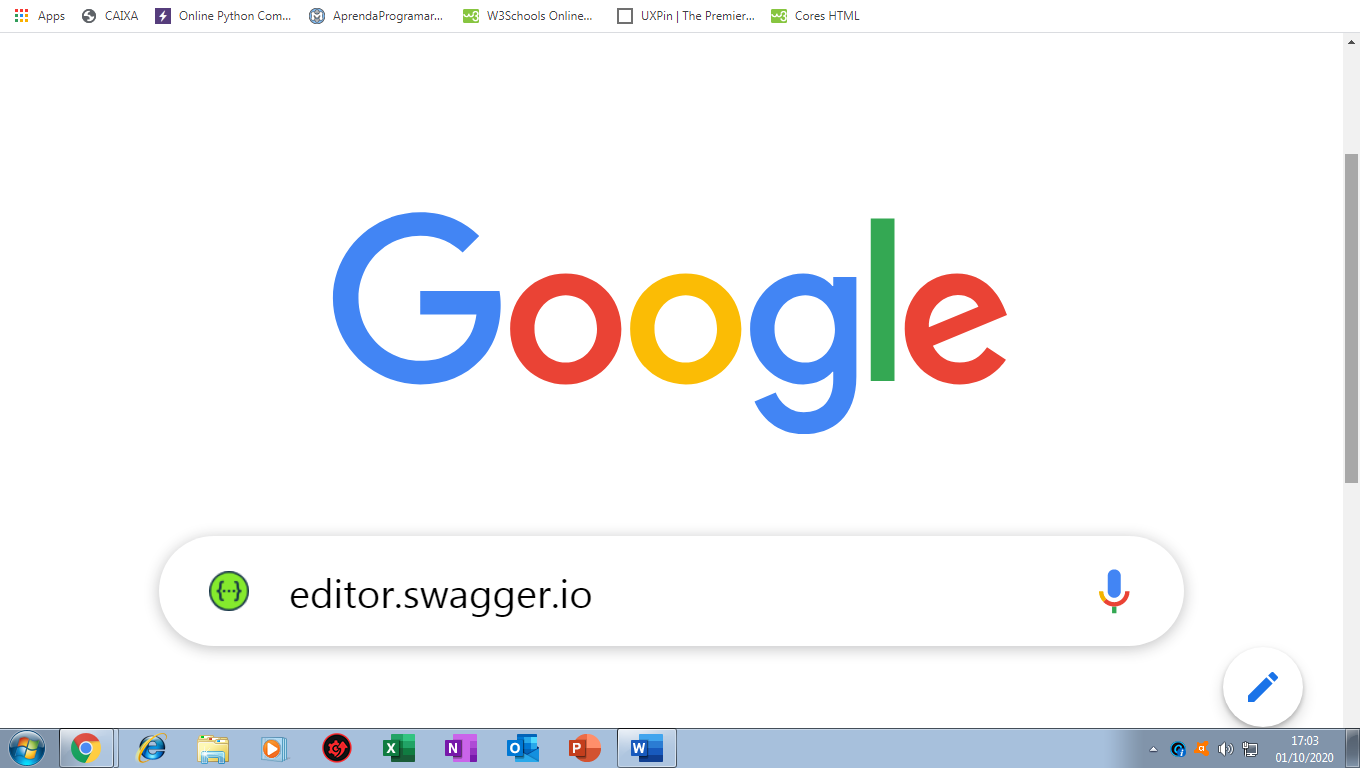 Apps CAIXA Online Python Com... AprendaProgramar... W3Schools Online... UXPin | The Premier... Cores HTML
Google
editor.swagger.io
17:03
01/10/2020